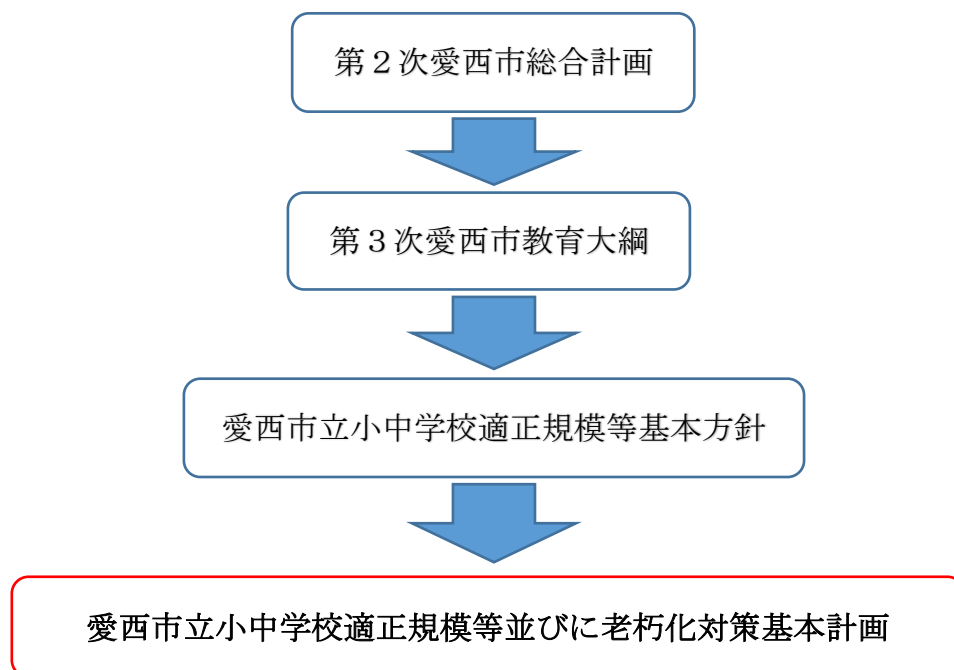 第２次愛西市総合計画
第３次愛西市教育大綱
愛西市立小中学校適正規模等基本方針
愛西市立小中学校適正規模等並びに老朽化対策基本計画